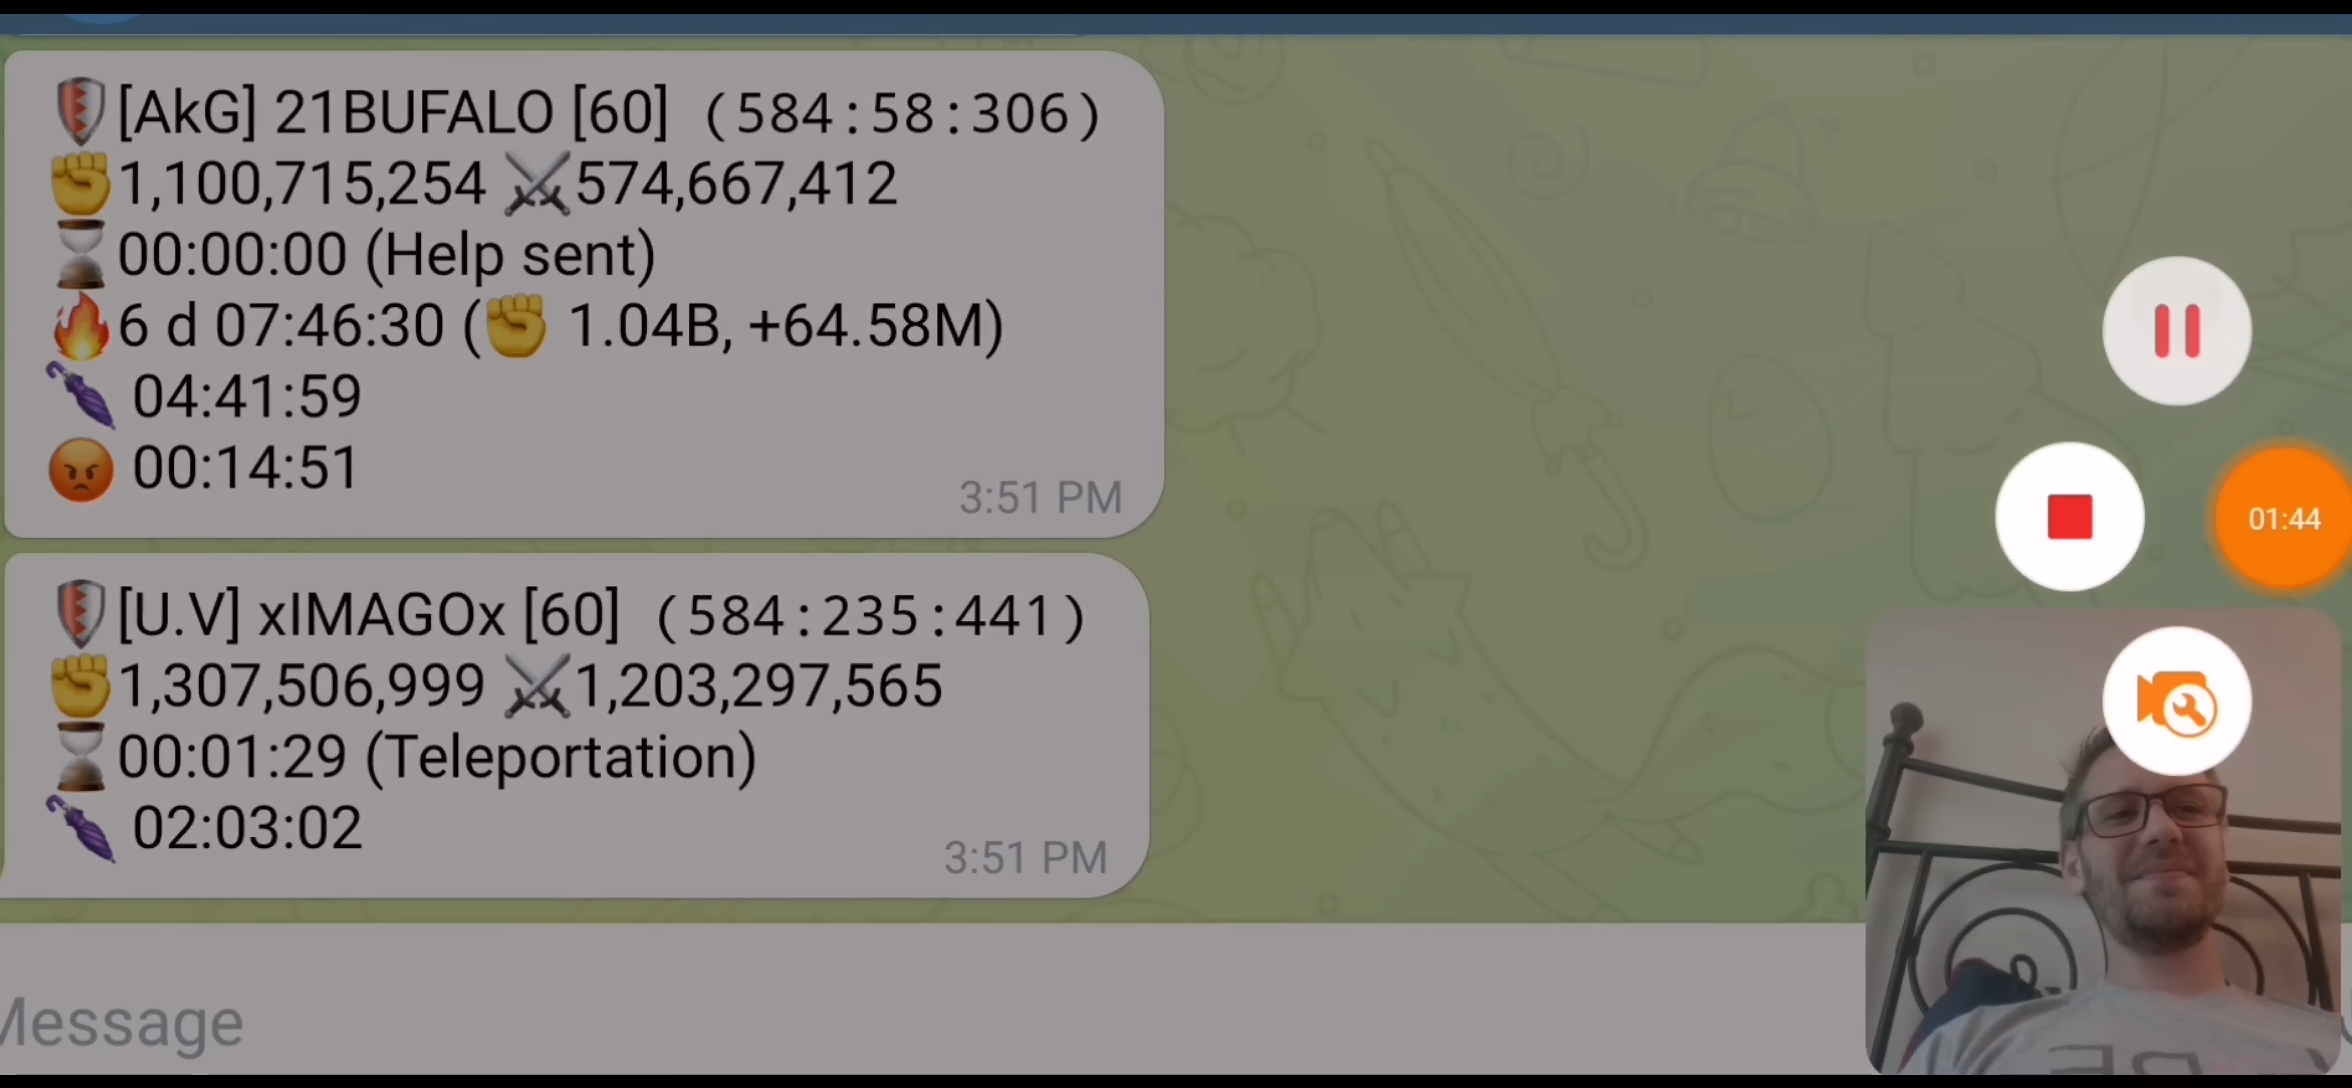 [AkG] 21BUFALO [60] (584:58:306)
✊1,100,715,254 ⚔574,667,412
00:00:00 (Help sent)
6 d 07:46:30 (✊ 1.04B, +64.58M)
04:41:59
00:14:51
3:51 PM
[U.V] xIMAGOx [60] (584:235:441)
✊1,307,506,999 ⚔1,203,297,565
00:01:29 (Teleportation)
02:03:02
3:51 PM
01:44
Message